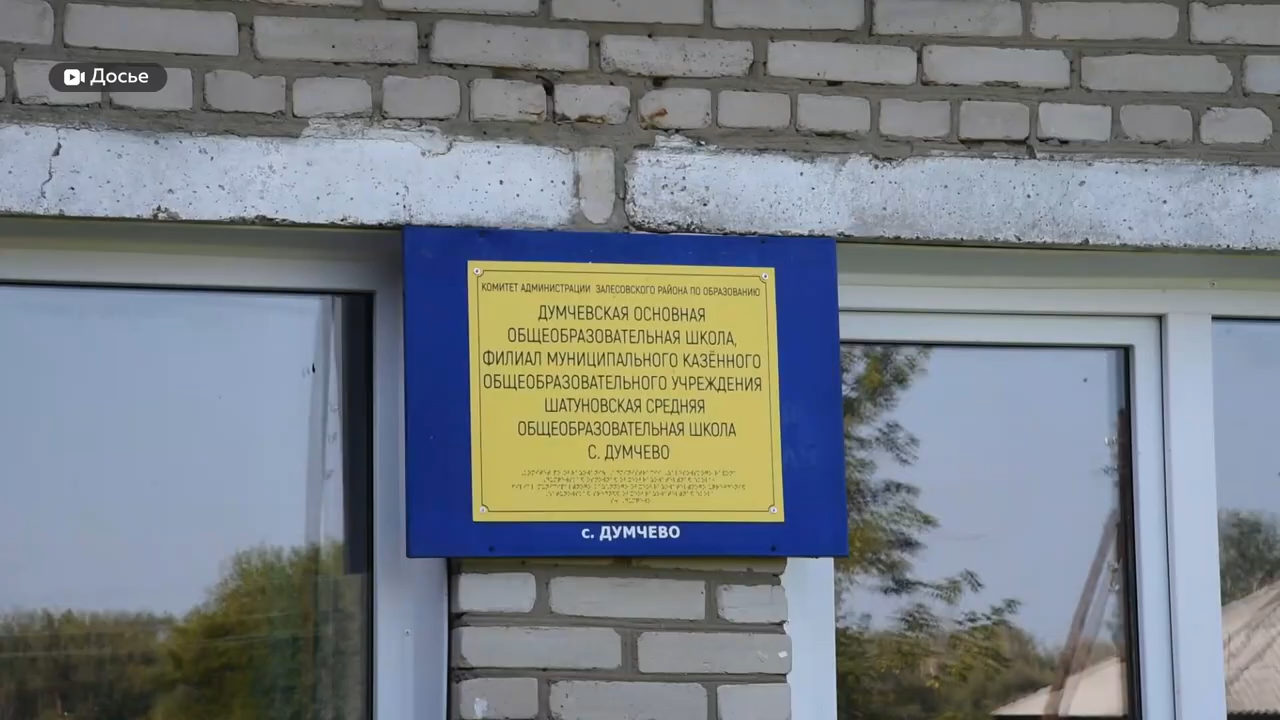 Досье
КОМИТЕТ АДМИНИСТРАЦИИ ЗАЛЕСОВСКОГО РАЙОНА ПО ОБРАЗОВАНИЮ
ДУМЧЕВСКАЯ ОСНОВНАЯ
ОБЩЕОБРАЗОВАТЕЛЬНАЯ ШКОЛА,
ФИЛИАЛ МУНИЦИПАЛЬНОГО КАЗЁННОГО
ОБЩЕОБРАЗОВАТЕЛЬНОГО УЧРЕЖДЕНИЯ
ШАТУНОВСКАЯ СРЕДНЯЯ
ОБЩЕОБРАЗОВАТЕЛЬНАЯ ШКОЛА
С. ДУМЧЕВО
с. ДУМЧЕВО